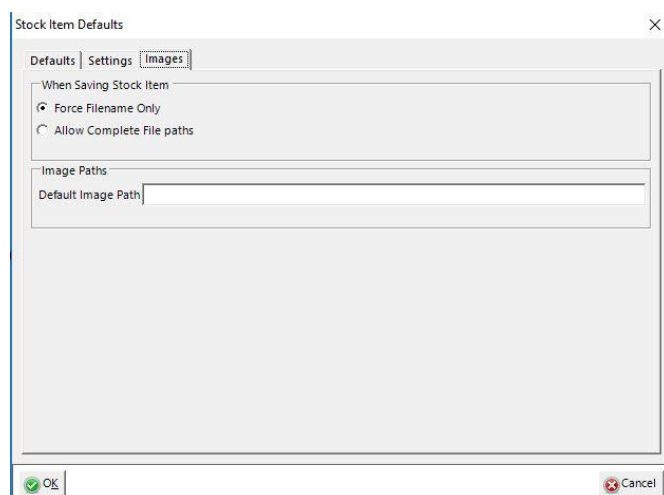 Stock Item Defaults
Defaults Settings Images
When Saving Stock Item
Force Filename Only
Allow Complete File paths
Image Paths
Default Image Path
OK Cancel